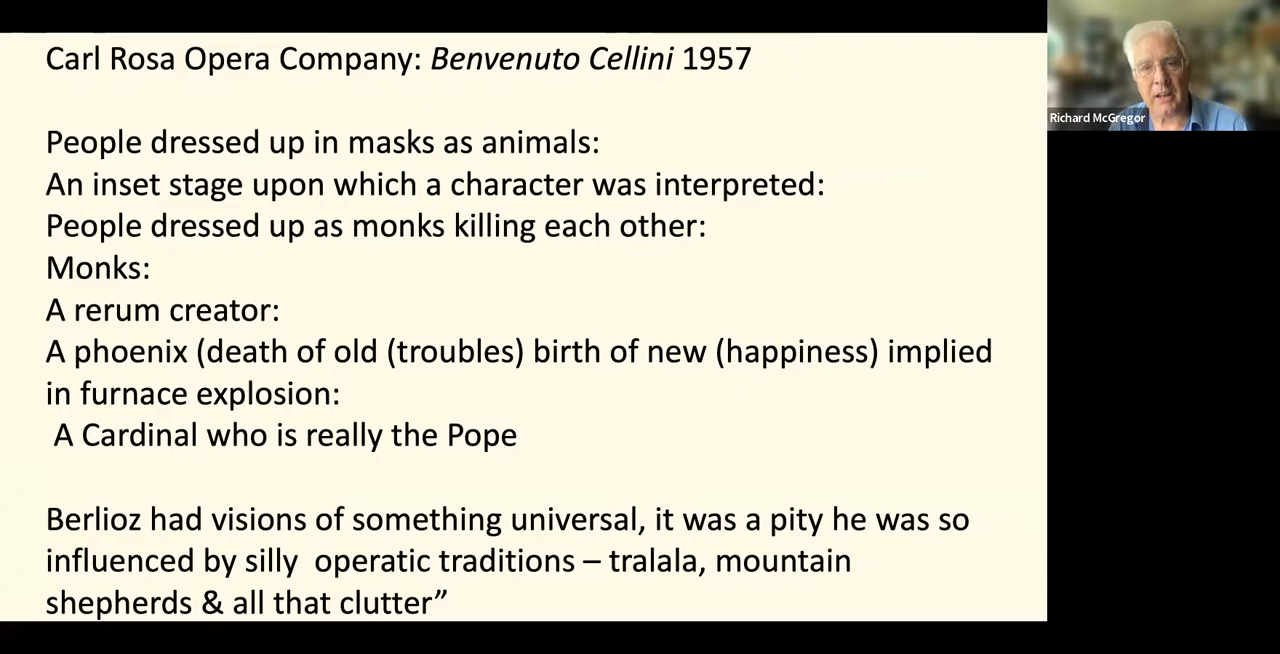 Carl Rosa Opera Company: Benvenuto Cellini 1957
People dressed up in masks as animals:
An inset stage upon which a character was interpreted:
People dressed up as monks killing each other:
Monks:
A rerum creator:
A phoenix (death of old (troubles) birth of new (happiness) implied
in furnace explosion:
A Cardinal who is really the Pope
Berlioz had visions of something universal, it was a pity he was so
influenced by silly  operatic traditions – tralala, mountain
shepherds & all that clutter”
Richard McGregor